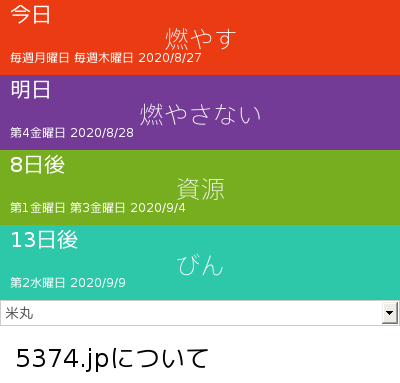 今日
燃やす
毎週月曜日 毎週木曜日 2020/8/27
明日
燃やさない
第4金曜日 2020/8/28
8日後
資源
第1金曜日 第3金曜日 2020/9/4
13日後
びん
第2水曜日 2020/9/9
米丸
5374.jpについて